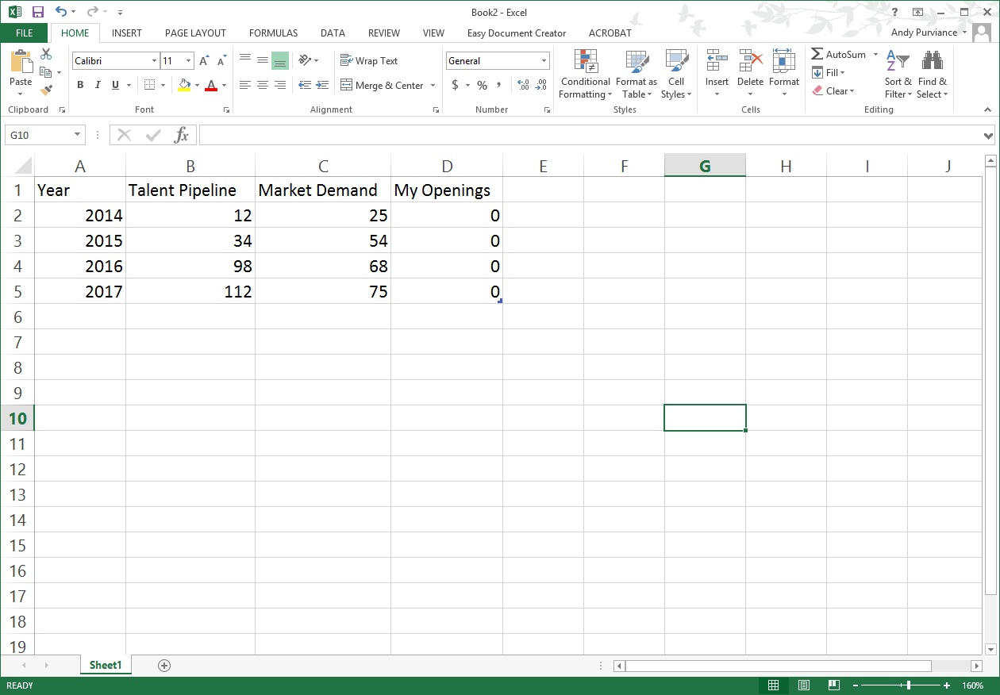 Book2 - Excel
?
FILE HOME INSERT PAGE LAYOUT FORMULAS DATA REVIEW VIEW Easy Document Creator ACROBAT Andy Purviance
Paste
Calibri 11
B I U A
Wrap Text
Merge & Center
General
$ % ,
Conditional Formatting
Format as Table
Cell Styles
Insert Delete Format
AutoSum
Fill
Clear
Sort & Filter
Find & Select
Clipboard Font Alignment Number Styles Cells Editing
G10 fx
A B C D E F G H I J
1 Year Talent Pipeline Market Demand My Openings
2 2014 12 25 0
3 2015 34 54 0
4 2016 98 68 0
5 2017 112 75 0
6
7
8
9
10
11
12
13
14
15
16
17
18
19
Sheet1
READY 160%